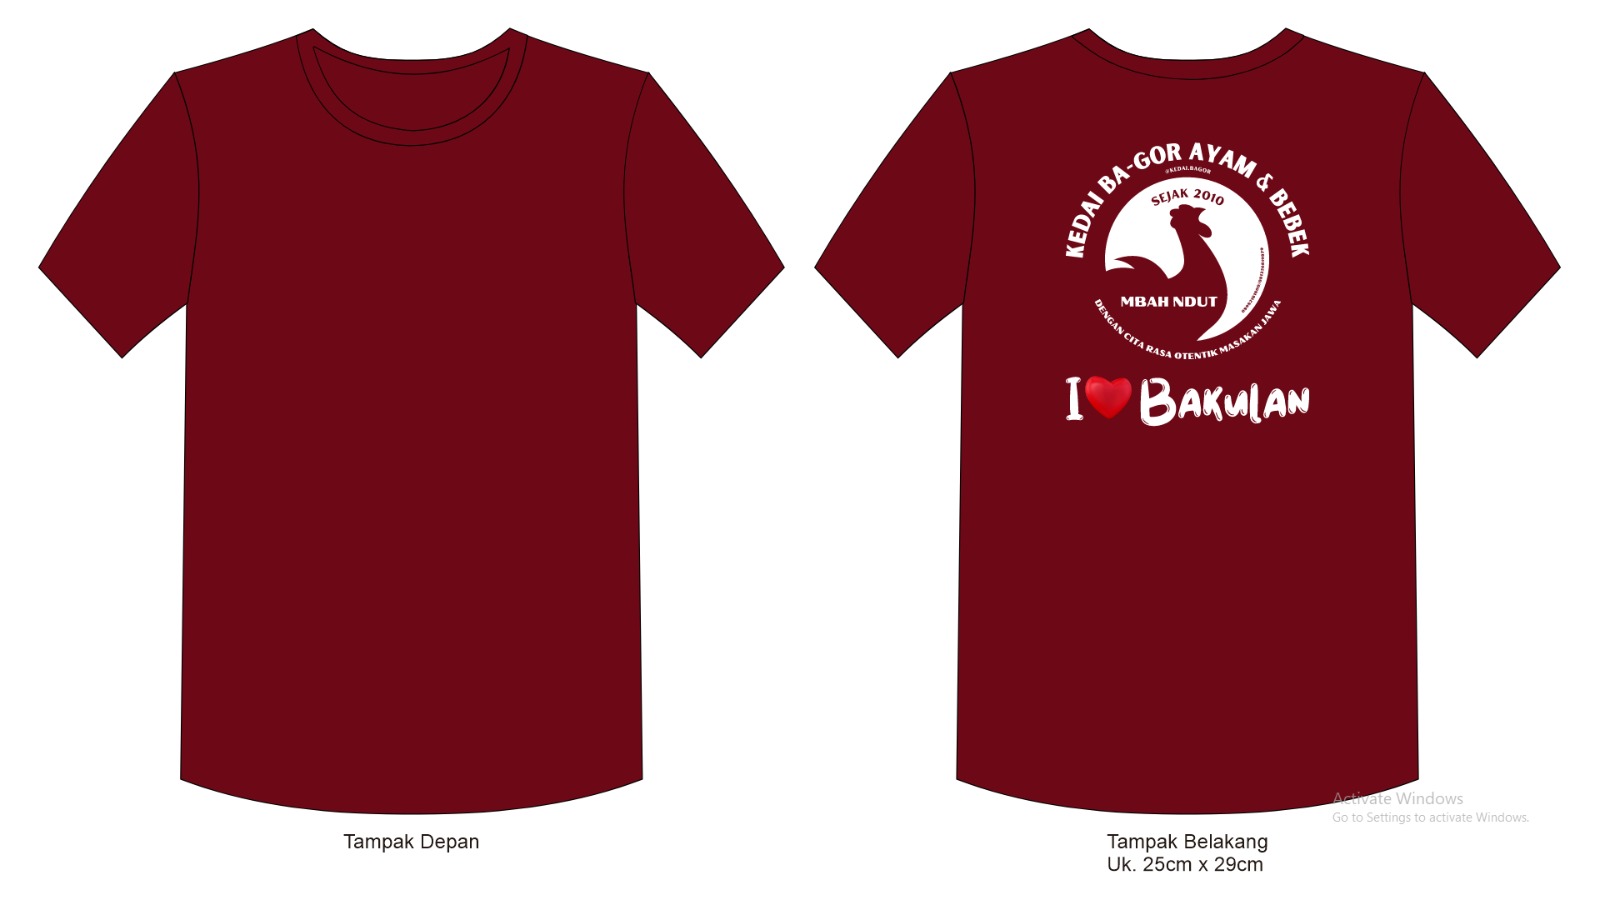 KEDAI BA-GOR AYAM & BEBEK
@KEDAI.BAGOR
SEJAK 2010
MBAH NDUT
DENGAN CITA RASA OTENTIK MASAKAN JAWA
I ❤ BAKULAN
Activate Windows
Go to Settings to activate Windows.
Tampak Depan
Tampak Belakang
Uk. 25cm x 29cm